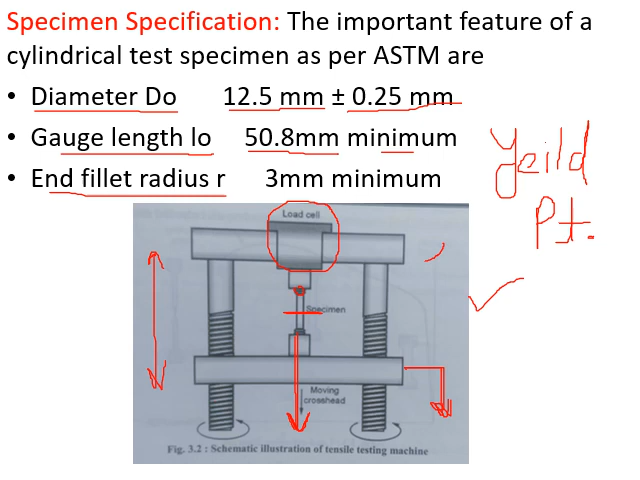 Specimen Specification: The important feature of a
cylindrical test specimen as per ASTM are
• Diameter Do 12.5 mm ± 0.25 mm
• Gauge length lo 50.8mm minimum
• End fillet radius r 3mm minimum
Yeild
Pt.
Load cell
Specimen
Moving
crosshead
Fig. 3.2 : Schematic illustration of tensile testing machine